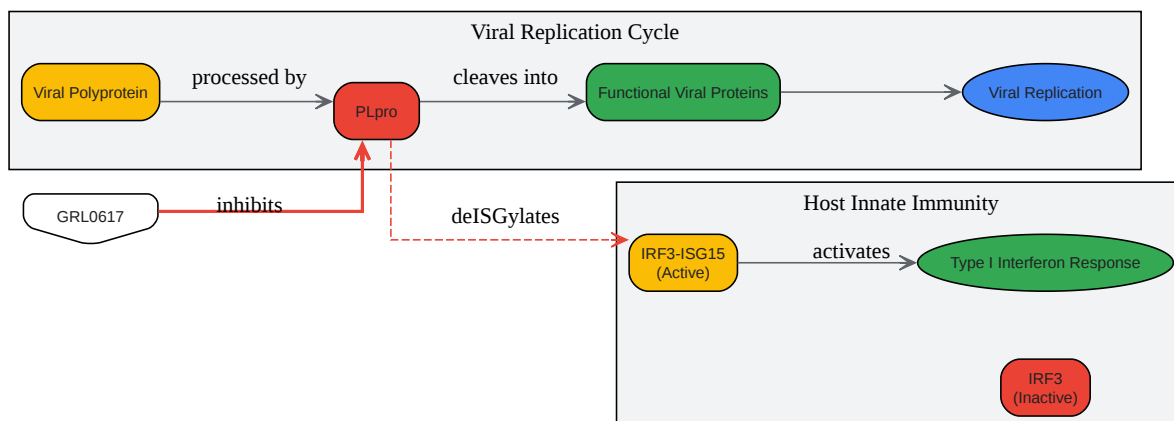 Viral Replication Cycle
Viral Polyprotein
processed by
PLpro
cleaves into
Functional Viral Proteins
Viral Replication
GRL0617
inhibits
deISGylates
Host Innate Immunity
IRF3-ISG15
(Active)
activates
Type I Interferon Response
IRF3
(Inactive)